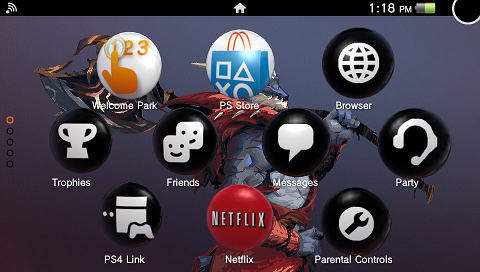 1:18 PM
123
Welcome Park
PS Store
Browser
Trophies
Friends
Messages
Party
NETFLIX
PS4 Link
Netflix
Parental Controls